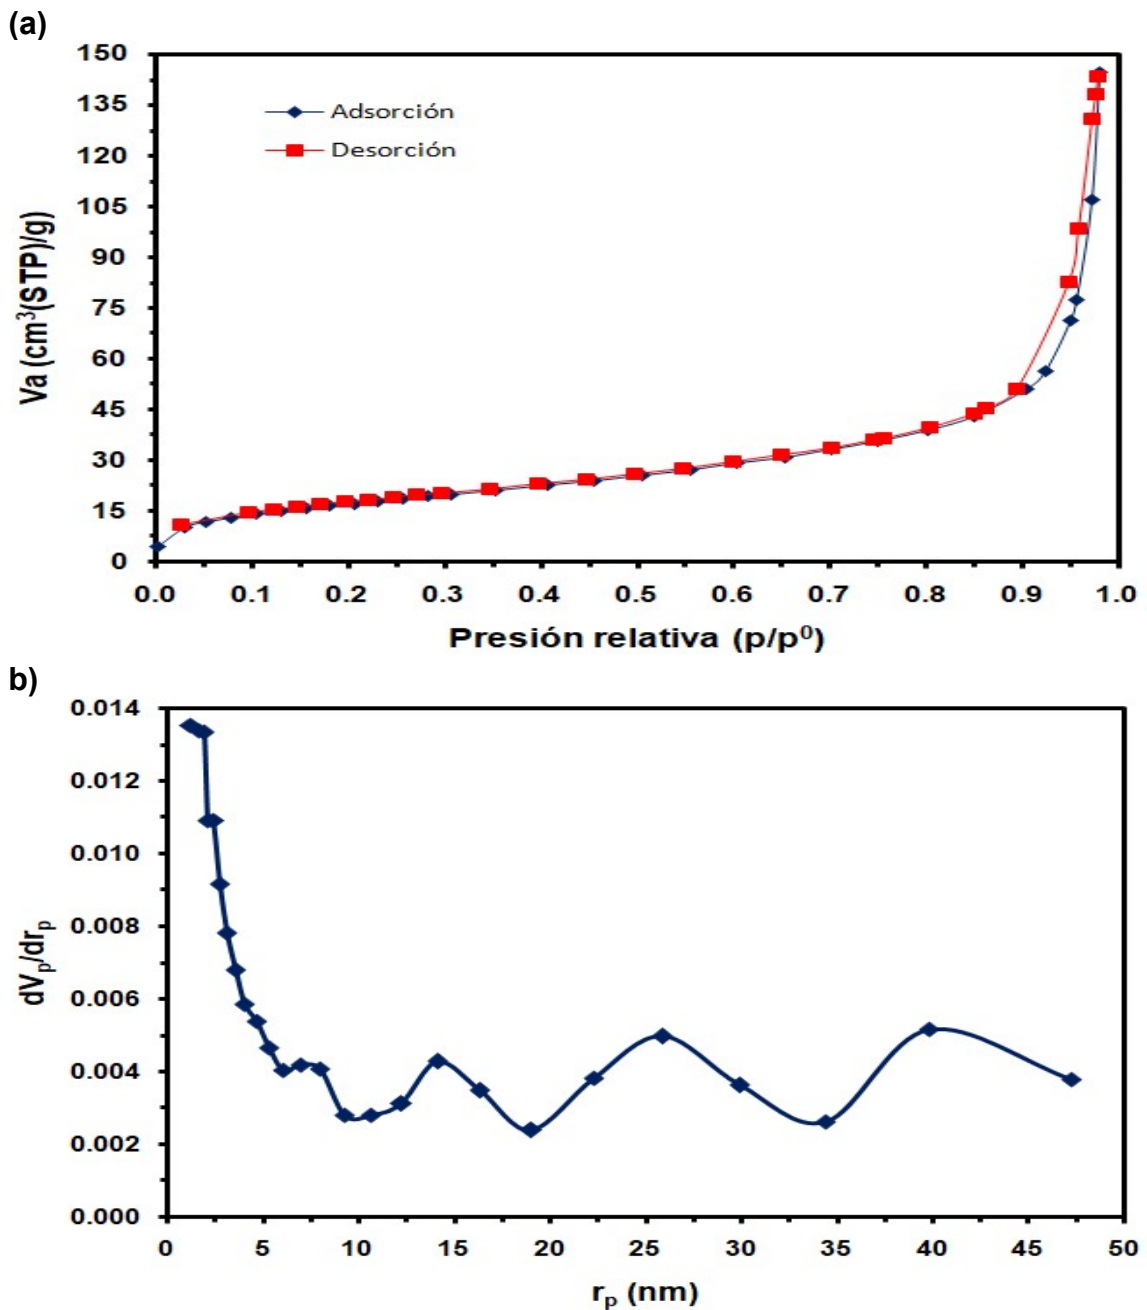 (a)
150
135
120
105
90
75
60
45
30
15
0
Va (cm³(STP)/g)
Adsorción
Desorción
0.0 0.1 0.2 0.3 0.4 0.5 0.6 0.7 0.8 0.9 1.0
Presión relativa (p/p⁰)
b)
0.014
0.012
0.010
0.008
0.006
0.004
0.002
0.000
dVₚ/drₚ
0 5 10 15 20 25 30 35 40 45 50
rₚ (nm)